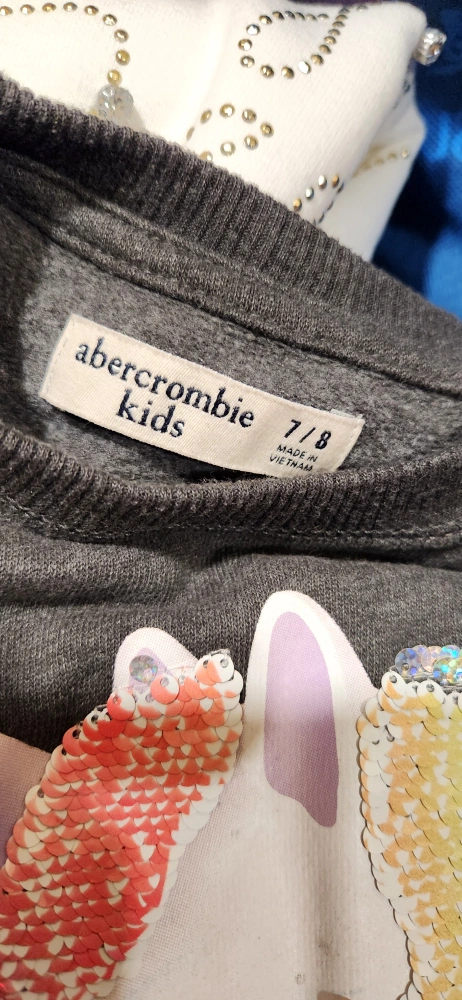 abercrombie
kids
7/8
MADE IN
VIETNAM